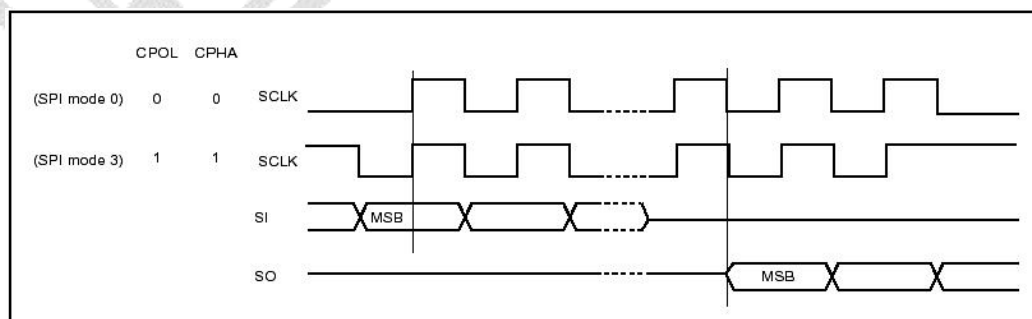 CPOL CPHA
(SPI mode 0) 0 0 SCLK
(SPI mode 3) 1 1 SCLK
SI MSB
SO MSB